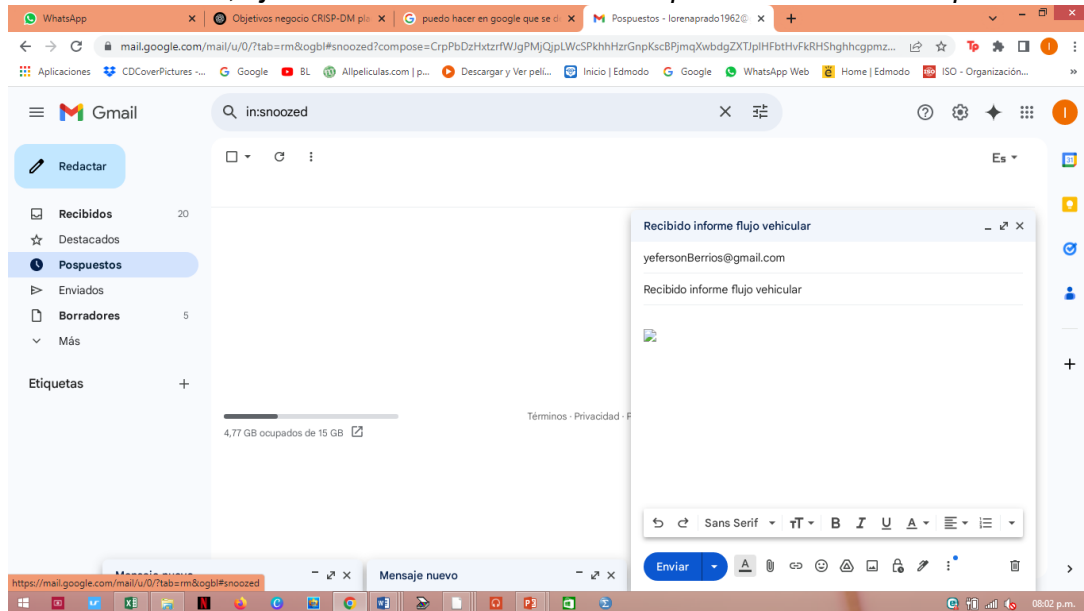 WhatsApp
Objetivos negocio CRISP-DM pla
puedo hacer en google que se d
Pospuestos - lorenaprado1962@
mail.google.com/mail/u/0/?tab=rm&ogbl#snoozed?compose=CrpPbDzHxtzrfWJgPMjQjpLWcSPkhhHzrGnpKscBPjmqXwbdgZXTJplHFbtHvFkRHShghhcgpmz...
Aplicaciones
CDCoverPictures -...
Google
BL
Allpeliculas.com | p...
Descargar y Ver pelí...
Inicio | Edmodo
Google
WhatsApp Web
Home | Edmodo
ISO - Organización...
Gmail
in:snoozed
Redactar
Es
Recibidos 20
Destacados
Pospuestos
Enviados
Borradores 5
Más
Etiquetas
4,77 GB ocupados de 15 GB
Términos · Privacidad ·
Recibido informe flujo vehicular
yefersonBerrios@gmail.com
Recibido informe flujo vehicular
Sans Serif
Enviar
Mensaje nuevo
Mensaje nuevo
https://mail.google.com/mail/u/0/?tab=rm&ogbl#snoozed
08:02 p.m.